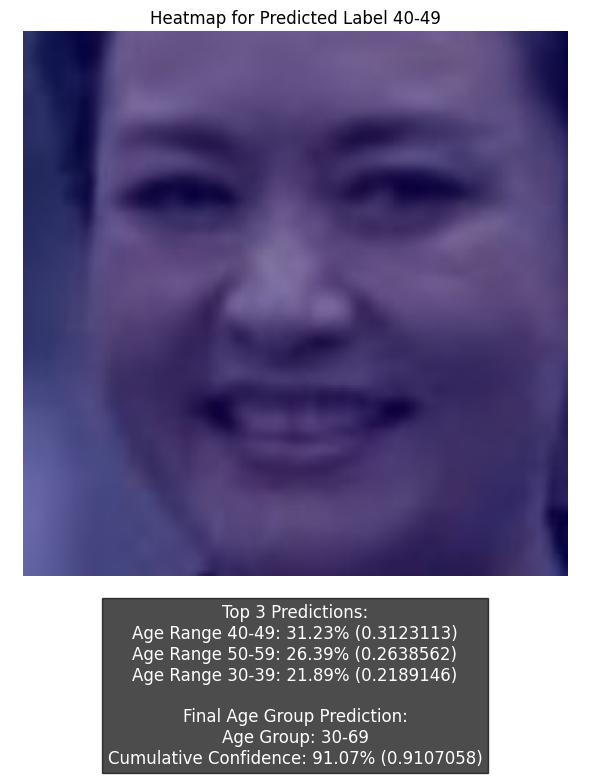 Heatmap for Predicted Label 40-49
Top 3 Predictions:
Age Range 40-49: 31.23% (0.3123113)
Age Range 50-59: 26.39% (0.2638562)
Age Range 30-39: 21.89% (0.2189146)
Final Age Group Prediction:
Age Group: 30-69
Cumulative Confidence: 91.07% (0.9107058)